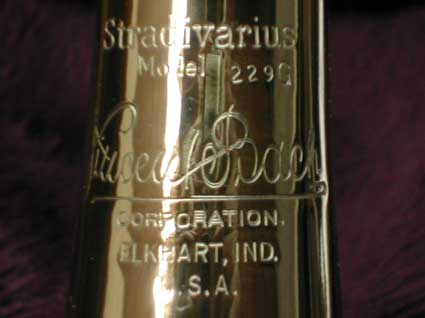 Stradivarius
Model 229G
Vincent Bach
CORPORATION.
ELKHART, IND.
U.S.A.